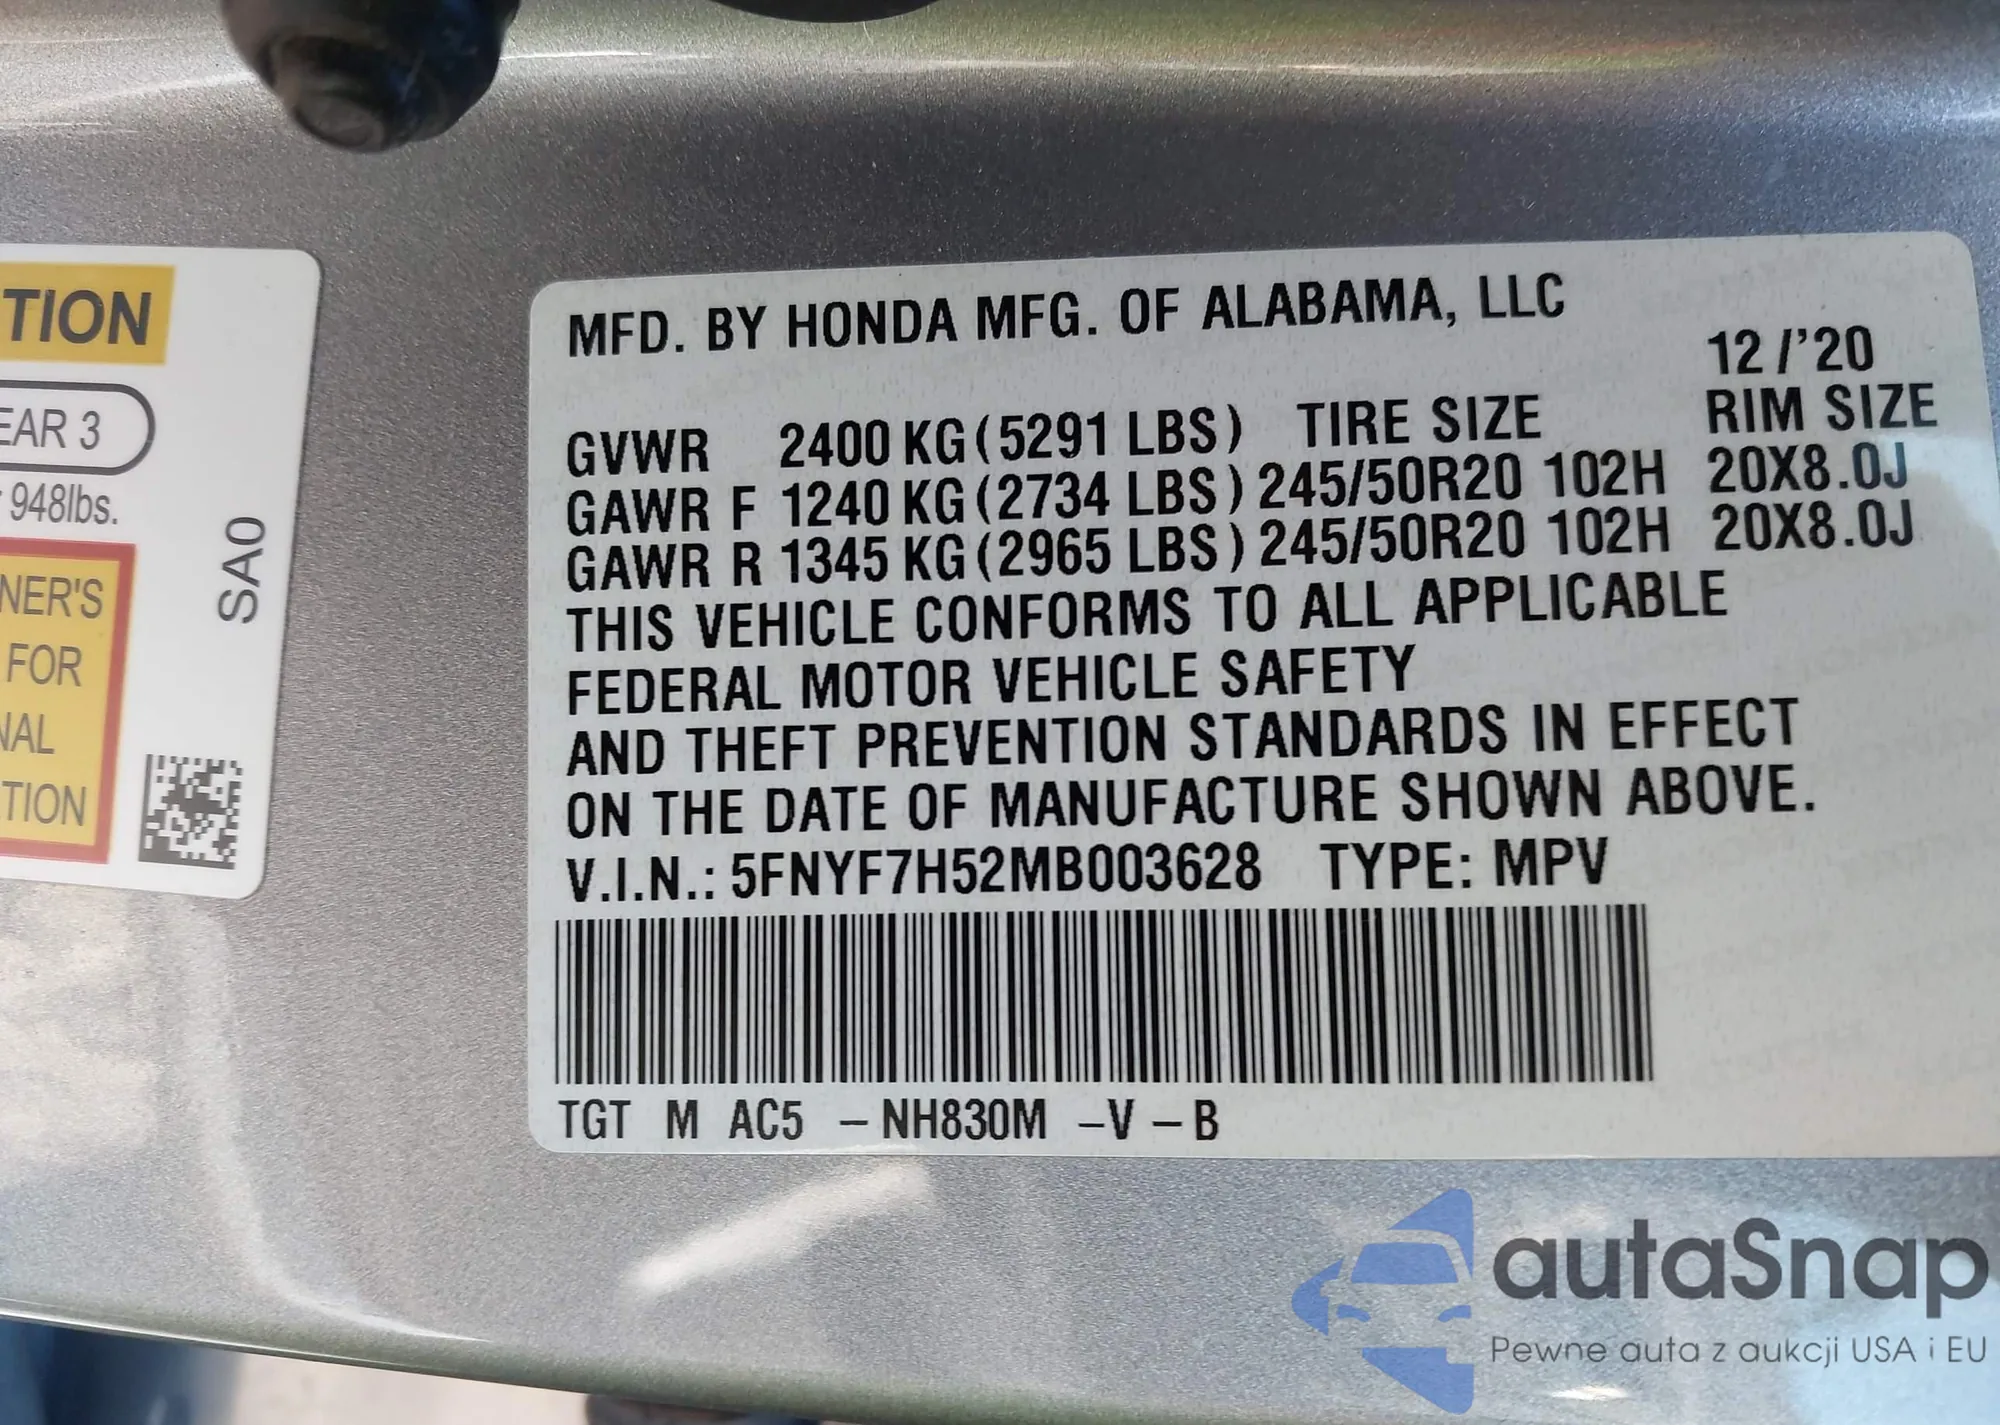 TION
EAR 3
948lbs.
NER'S
FOR
NAL
TION
SA0
MFD. BY HONDA MFG. OF ALABAMA, LLC
12 /'20
GVWR 2400 KG (5291 LBS) TIRE SIZE RIM SIZE
GAWR F 1240 KG (2734 LBS) 245/50R20 102H 20X8.0J
GAWR R 1345 KG (2965 LBS) 245/50R20 102H 20X8.0J
THIS VEHICLE CONFORMS TO ALL APPLICABLE
FEDERAL MOTOR VEHICLE SAFETY
AND THEFT PREVENTION STANDARDS IN EFFECT
ON THE DATE OF MANUFACTURE SHOWN ABOVE.
V.I.N.: 5FNYF7H52MB003628 TYPE: MPV
TGT M AC5 – NH830M –V – B
autaSnap
Pewne auta z aukcji USA i EU